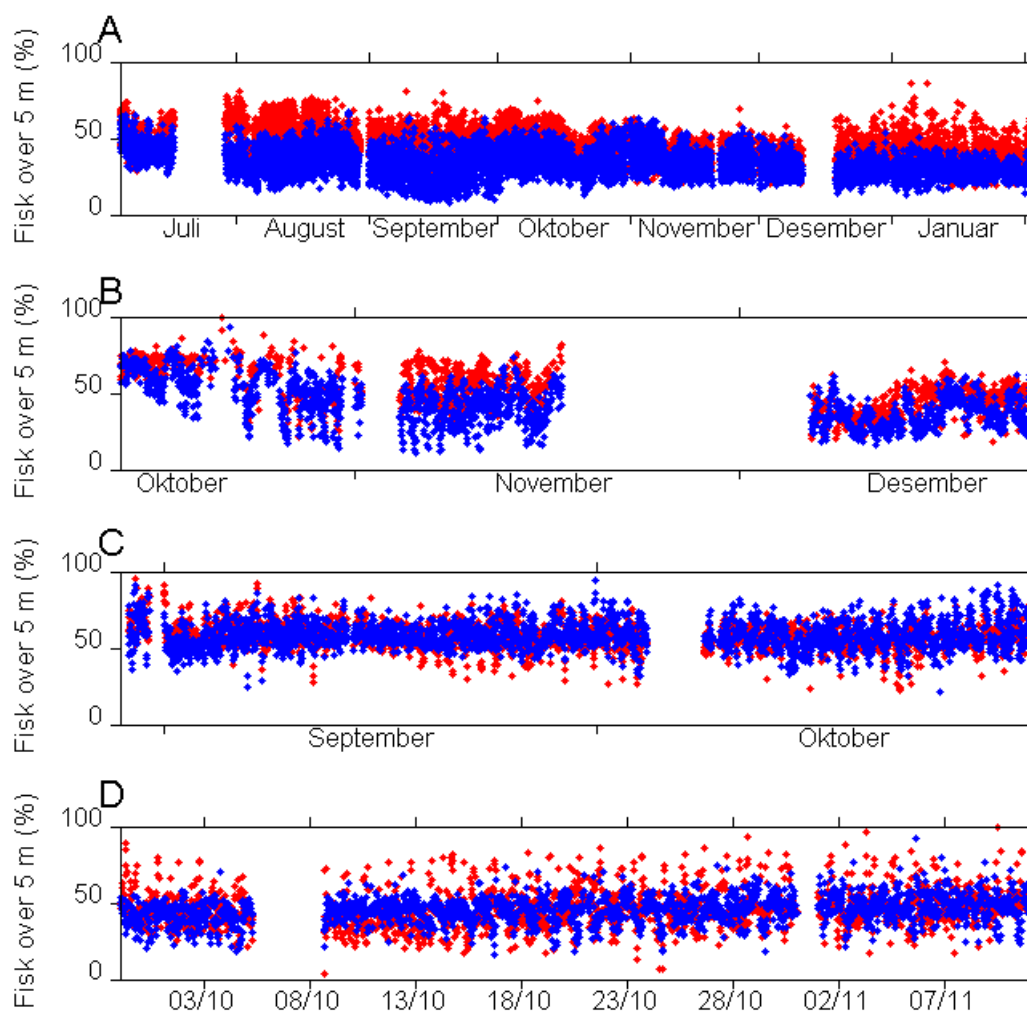 A
Fisk over 5 m (%)
100
50
0
Juli August September Oktober November Desember Januar
B
Fisk over 5 m (%)
100
50
0
Oktober November Desember
C
Fisk over 5 m (%)
100
50
0
September Oktober
D
Fisk over 5 m (%)
100
50
0
03/10 08/10 13/10 18/10 23/10 28/10 02/11 07/11